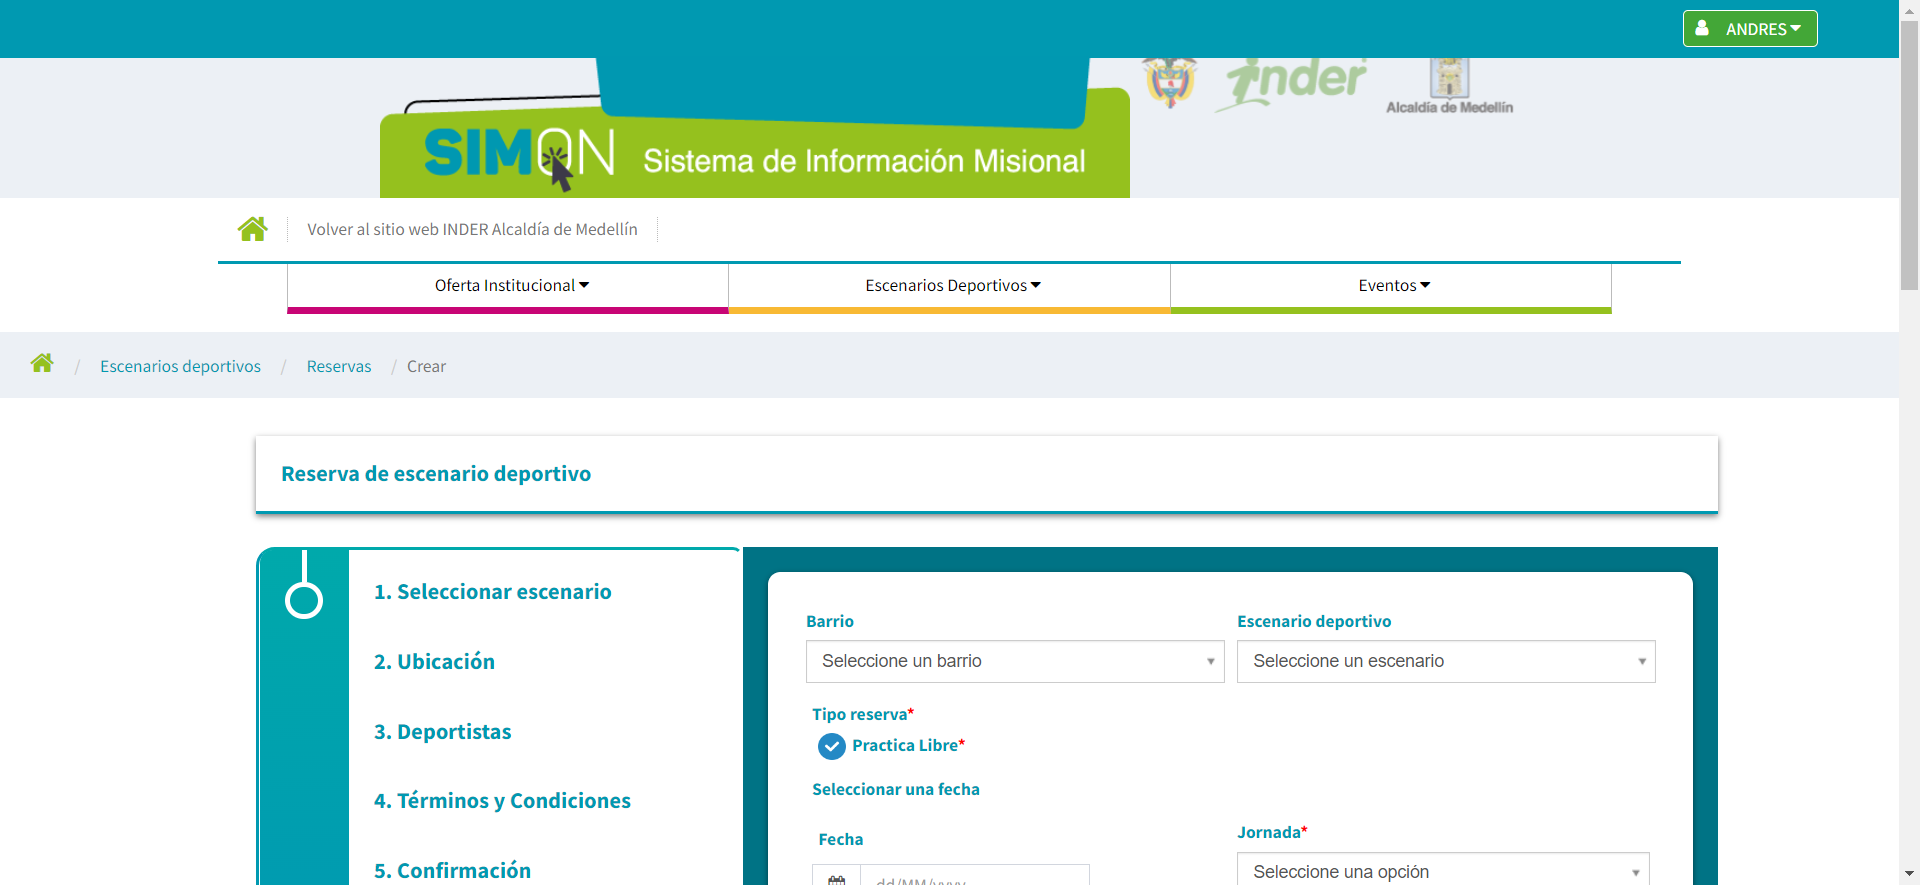 ANDRES
inder
Alcaldía de Medellín
SIMON Sistema de Información Misional
Volver al sitio web INDER Alcaldía de Medellín
Oferta Institucional Escenarios Deportivos Eventos
/ Escenarios deportivos / Reservas / Crear
Reserva de escenario deportivo
1. Seleccionar escenario
2. Ubicación
3. Deportistas
4. Términos y Condiciones
5. Confirmación
Barrio
Seleccione un barrio
Escenario deportivo
Seleccione un escenario
Tipo reserva*
Practica Libre*
Seleccionar una fecha
Fecha
dd/MM/yyyy
Jornada*
Seleccione una opción